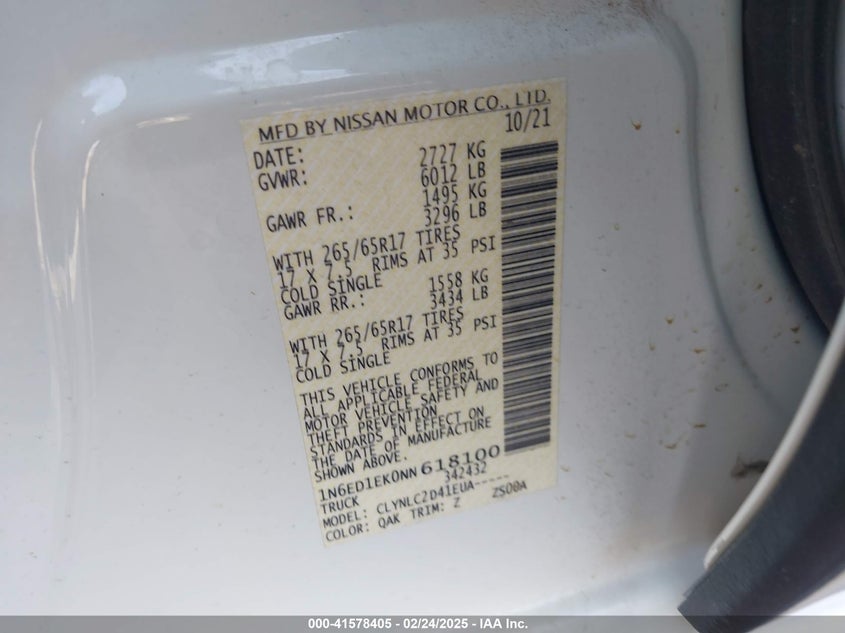 MFD BY NISSAN MOTOR CO., LTD.
DATE: 10/21
GVWR: 2727 KG
6012 LB
GAWR FR.: 1495 KG
3296 LB
WITH 265/65R17 TIRES
17 X 7.5 RIMS AT 35 PSI
COLD SINGLE
GAWR RR.: 1558 KG
3434 LB
WITH 265/65R17 TIRES
17 X 7.5 RIMS AT 35 PSI
COLD SINGLE
THIS VEHICLE CONFORMS TO
ALL APPLICABLE FEDERAL
MOTOR VEHICLE SAFETY AND
THEFT PREVENTION
STANDARDS IN EFFECT ON
THE DATE OF MANUFACTURE
SHOWN ABOVE.
1N6ED1EK0NN618100
TRUCK 342432
MODEL: CLYNLC2D41EUA-----
COLOR: QAK TRIM: Z ZS00A
000-41578405 - 02/24/2025 - IAA Inc.